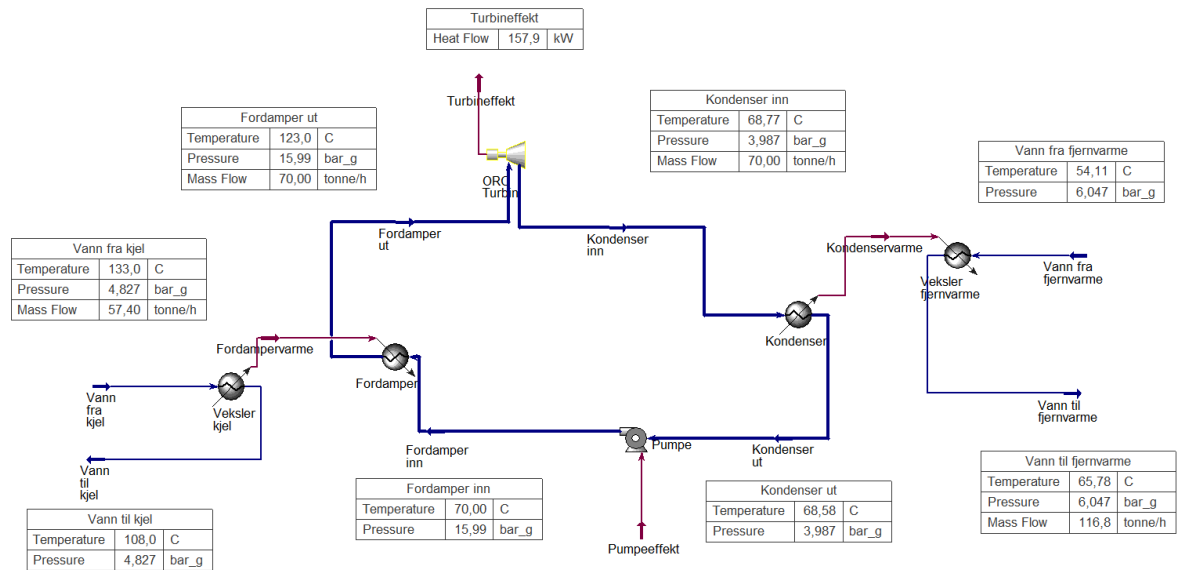 Turbineffekt
Heat Flow 157,9 kW
Turbineffekt
Fordamper ut
Temperature 123,0 C
Pressure 15,99 bar_g
Mass Flow 70,00 tonne/h
Kondenser inn
Temperature 68,77 C
Pressure 3,987 bar_g
Mass Flow 70,00 tonne/h
Vann fra fjernvarme
Temperature 54,11 C
Pressure 6,047 bar_g
ORC
Turbin
Fordamper
ut
Kondenser
inn
Kondenservarme
Veksler
fjernvarme
Vann fra
fjernvarme
Vann fra kjel
Temperature 133,0 C
Pressure 4,827 bar_g
Mass Flow 57,40 tonne/h
Fordampervarme
Fordamper
Kondenser
Vann
fra
kjel
Veksler
kjel
Vann til
fjernvarme
Vann
til
kjel
Fordamper
inn
Pumpe
Kondenser
ut
Vann til kjel
Temperature 108,0 C
Pressure 4,827 bar_g
Fordamper inn
Temperature 70,00 C
Pressure 15,99 bar_g
Pumpeeffekt
Kondenser ut
Temperature 68,58 C
Pressure 3,987 bar_g
Vann til fjernvarme
Temperature 65,78 C
Pressure 6,047 bar_g
Mass Flow 116,8 tonne/h